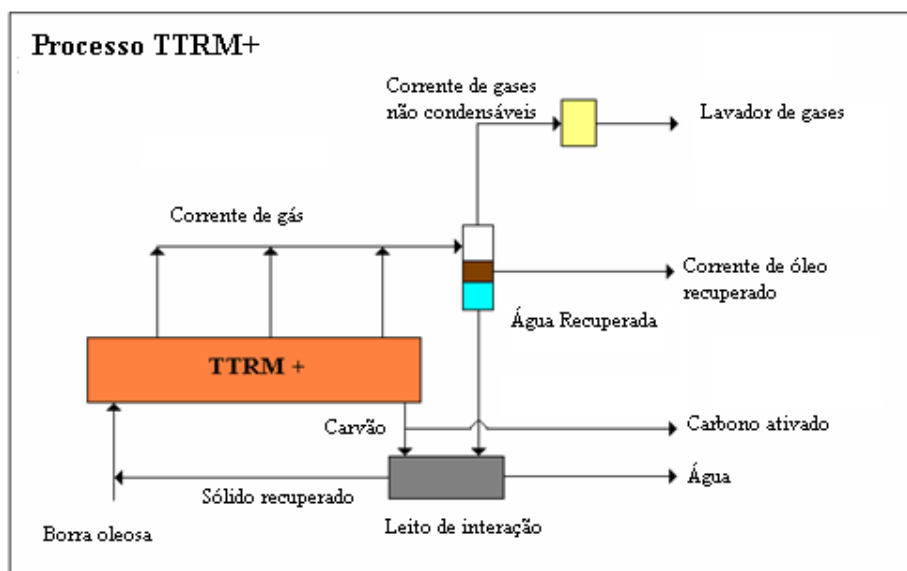 Processo TTRM+
Corrente de gases
não condensáveis
Lavador de gases
Corrente de gás
Corrente de óleo
recuperado
Água Recuperada
TTRM +
Carvão
Carbono ativado
Água
Sólido recuperado
Leito de interação
Borra oleosa